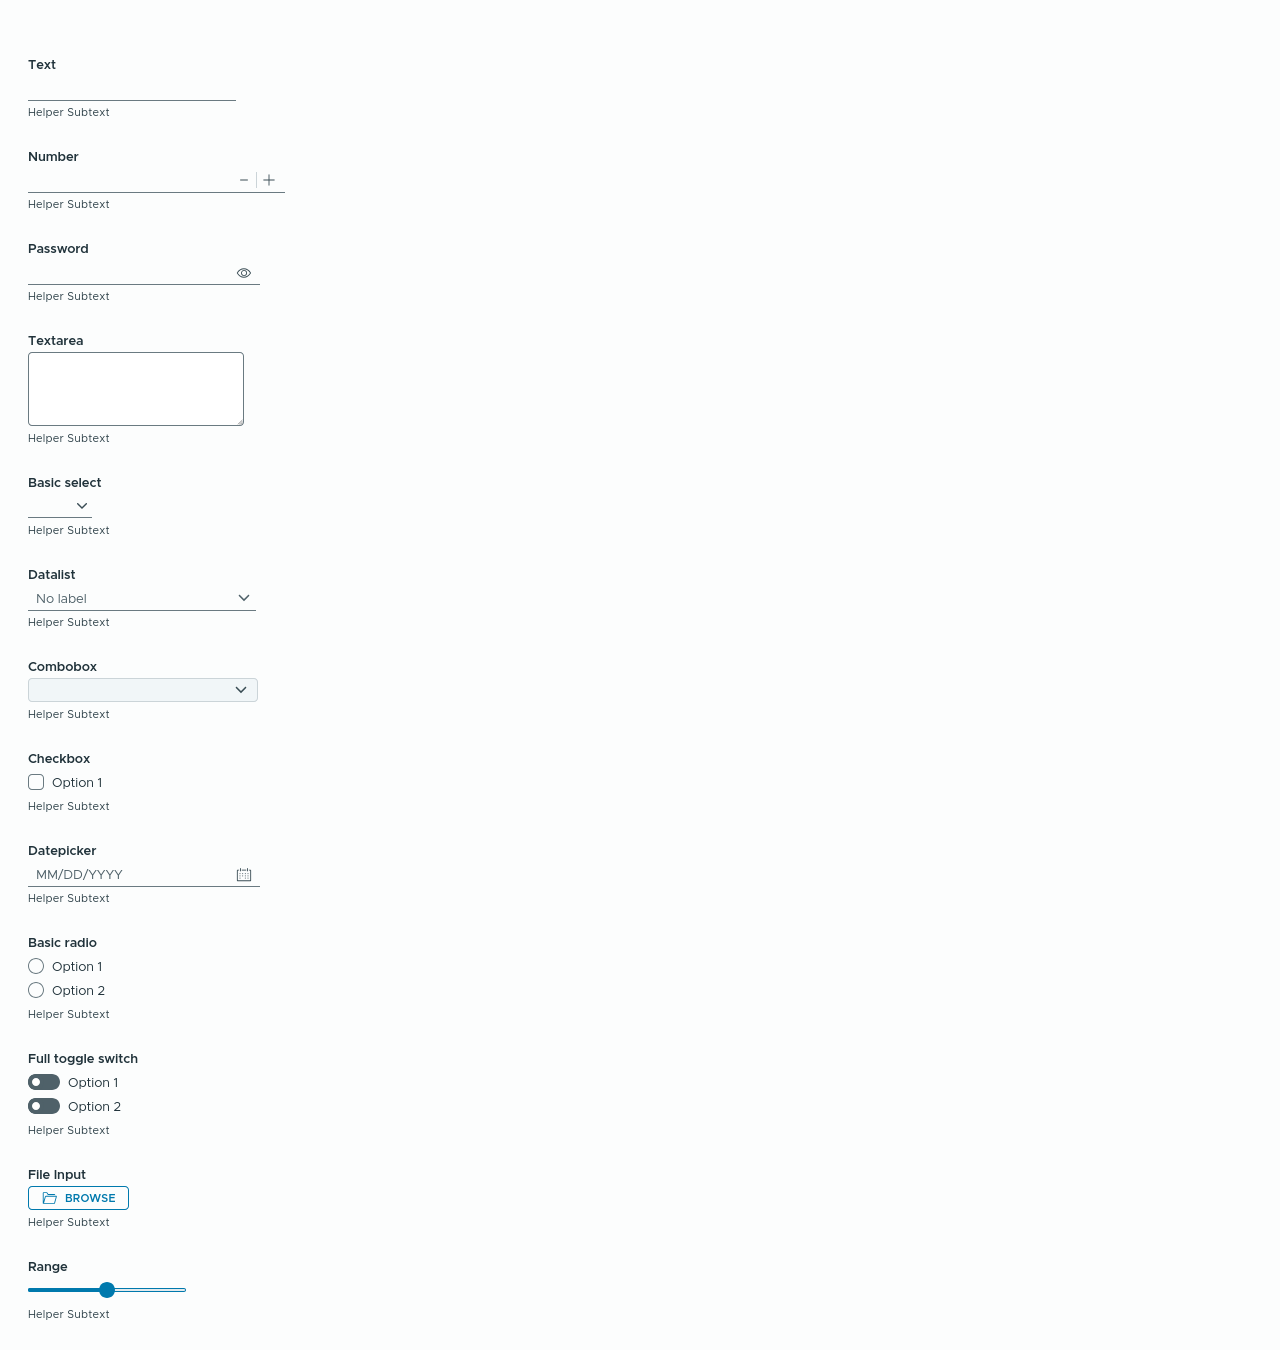 Text
Helper Subtext
Number
Helper Subtext
Password
Helper Subtext
Textarea
Helper Subtext
Basic select
Helper Subtext
Datalist
No label
Helper Subtext
Combobox
Helper Subtext
Checkbox
Option 1
Helper Subtext
Datepicker
MM/DD/YYYY
Helper Subtext
Basic radio
Option 1
Option 2
Helper Subtext
Full toggle switch
Option 1
Option 2
Helper Subtext
File Input
BROWSE
Helper Subtext
Range
Helper Subtext